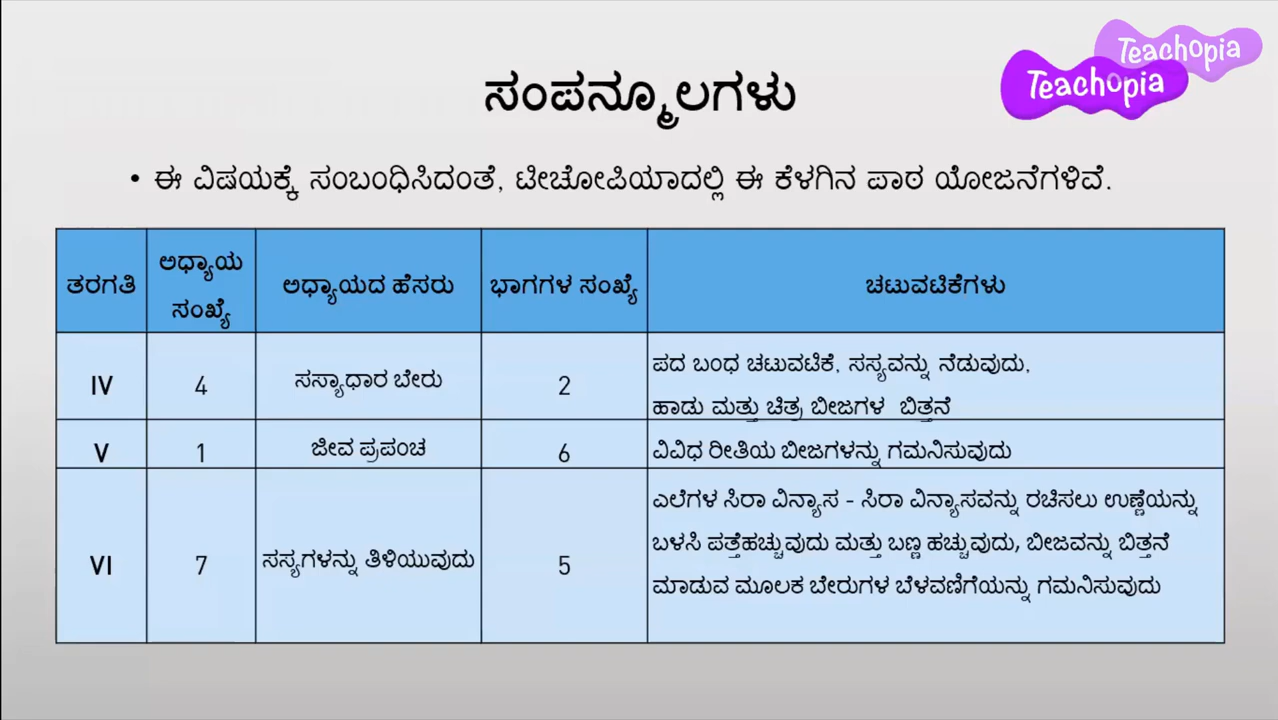 Teachopia
Teachopia
ಸಂಪನ್ಮೂಲಗಳು
• ಈ ವಿಷಯಕ್ಕೆ ಸಂಬಂಧಿಸಿದಂತೆ, ಟೀಚೋಪಿಯಾದಲ್ಲಿ ಈ ಕೆಳಗಿನ ಪಾಠ ಯೋಜನೆಗಳಿವೆ.
ತರಗತಿ
ಅಧ್ಯಾಯ
ಸಂಖ್ಯೆ
ಅಧ್ಯಾಯದ ಹೆಸರು
ಭಾಗಗಳ ಸಂಖ್ಯೆ
ಚಟುವಟಿಕೆಗಳು
IV
4
ಸಸ್ಯಾಧಾರ ಬೇರು
2
ಪದ ಬಂಧ ಚಟುವಟಿಕೆ, ಸಸ್ಯವನ್ನು ನೆಡುವುದು,
ಹಾಡು ಮತ್ತು ಚಿತ್ರ ಬೀಜಗಳ ಬಿತ್ತನೆ
V
1
ಜೀವ ಪ್ರಪಂಚ
6
ವಿವಿಧ ರೀತಿಯ ಬೀಜಗಳನ್ನು ಗಮನಿಸುವುದು
VI
7
ಸಸ್ಯಗಳನ್ನು ತಿಳಿಯುವುದು
5
ಎಲೆಗಳ ಸಿರಾ ವಿನ್ಯಾಸ - ಸಿರಾ ವಿನ್ಯಾಸವನ್ನು ರಚಿಸಲು ಉಣ್ಣೆಯನ್ನು
ಬಳಸಿ ಪತ್ತೆಹಚ್ಚುವುದು ಮತ್ತು ಬಣ್ಣ ಹಚ್ಚುವುದು, ಬೀಜವನ್ನು ಬಿತ್ತನೆ
ಮಾಡುವ ಮೂಲಕ ಬೇರುಗಳ ಬೆಳವಣಿಗೆಯನ್ನು ಗಮನಿಸುವುದು